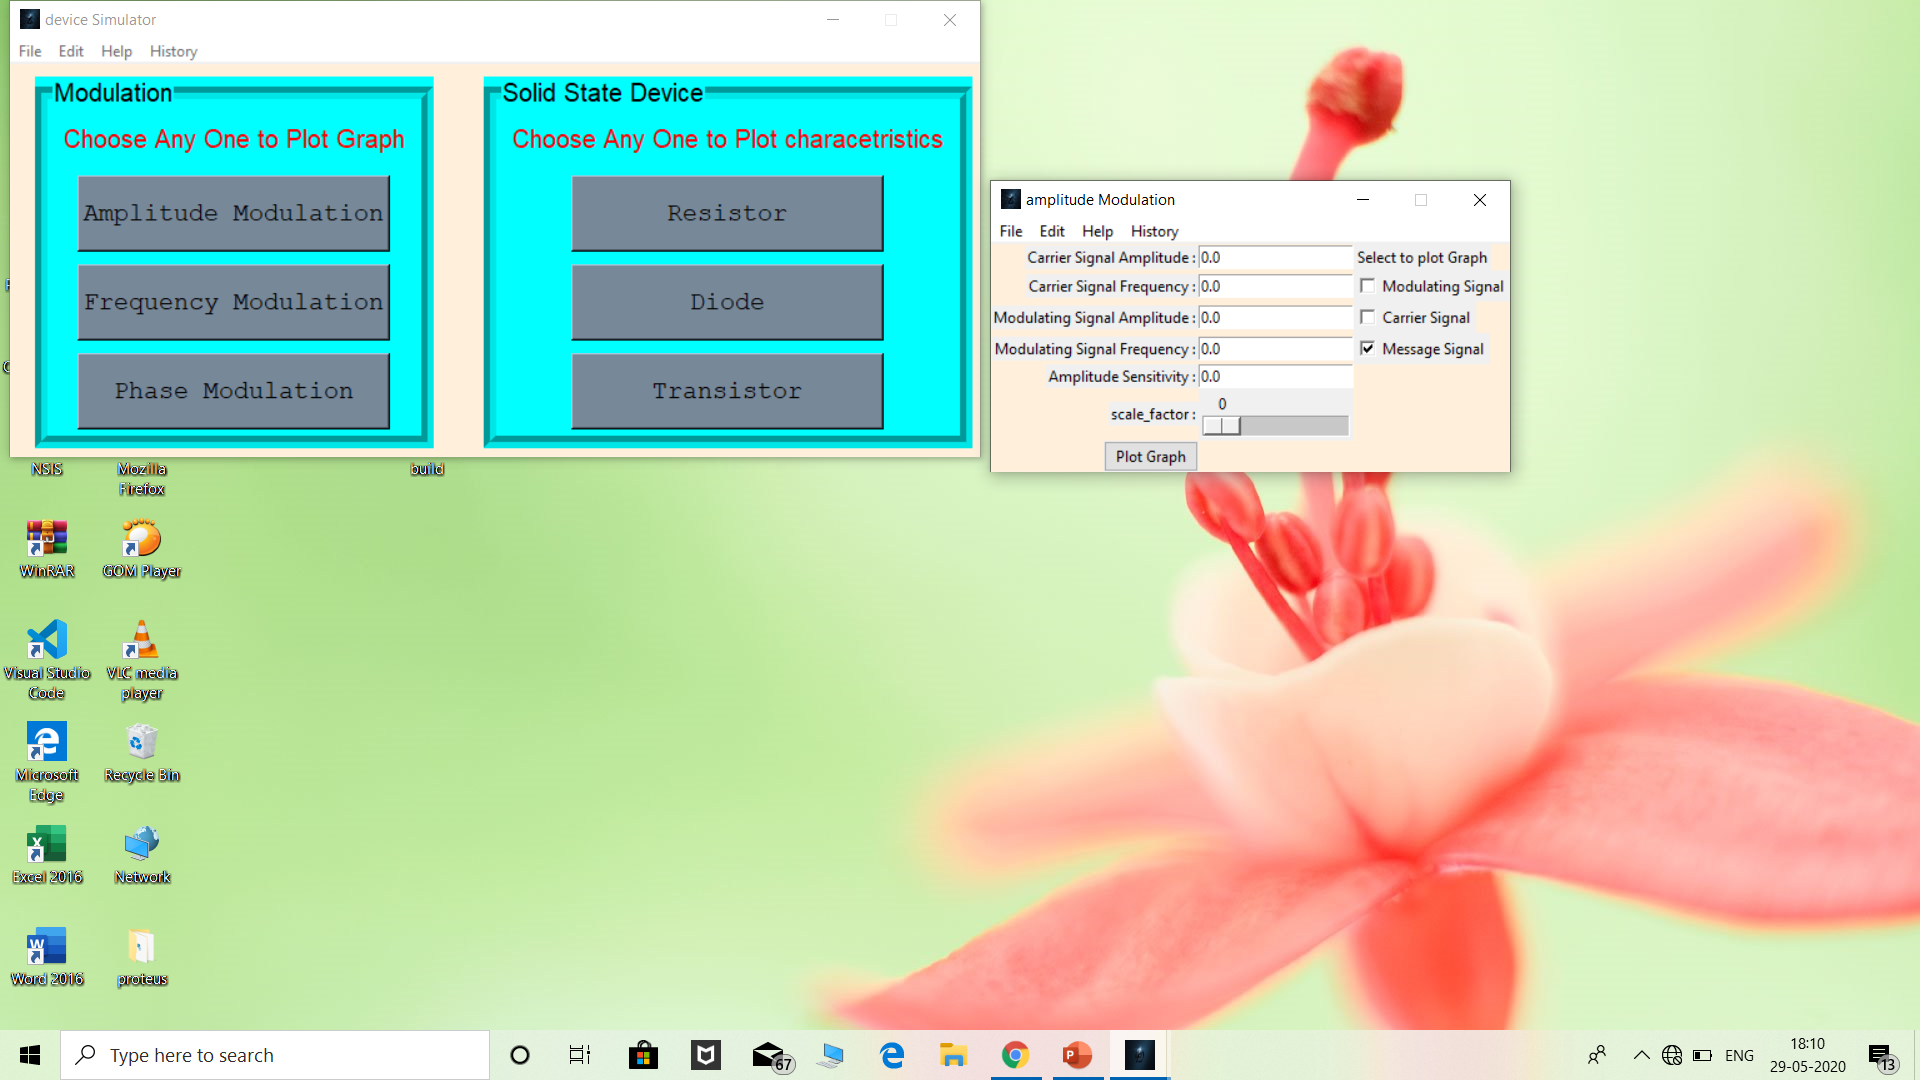 device Simulator
File Edit Help History
Modulation
Choose Any One to Plot Graph
Amplitude Modulation
Frequency Modulation
Phase Modulation
Solid State Device
Choose Any One to Plot characetristics
Resistor
Diode
Transistor
amplitude Modulation
File Edit Help History
Carrier Signal Amplitude : 0.0 Select to plot Graph
Carrier Signal Frequency : 0.0 Modulating Signal
Modulating Signal Amplitude : 0.0 Carrier Signal
Modulating Signal Frequency : 0.0 Message Signal
Amplitude Sensitivity : 0.0
0
scale_factor :
Plot Graph
NSIS
Mozilla
Firefox
build
WinRAR
GOM Player
Visual Studio
Code
VLC media
player
Microsoft
Edge
Recycle Bin
Excel 2016
Network
Word 2016
proteus
Type here to search
67
ENG
18:10
29-05-2020
13